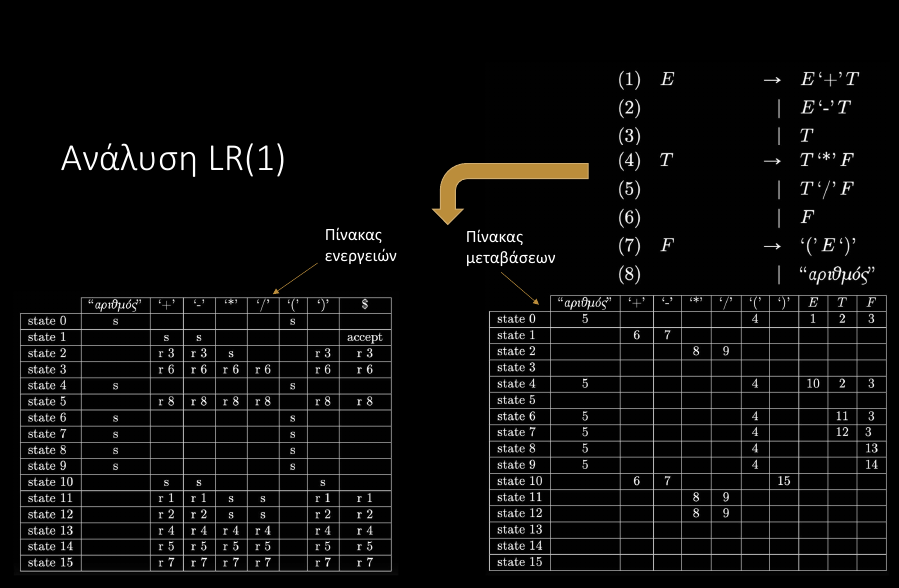 (1) E → E ‘+’ T
(2) | E ‘-’ T
(3) | T
(4) T → T ‘*’ F
(5) | T ‘/’ F
(6) | F
(7) F → ‘(’ E ‘)’
(8) | “αριθμός”
Ανάλυση LR(1)
Πίνακας
ενεργειών
Πίνακας
μεταβάσεων
“αριθμός” ‘+’ ‘-’ ‘*’ ‘/’ ‘(’ ‘)’ $
state 0 s s
state 1 s s accept
state 2 r 3 r 3 s r 3 r 3
state 3 r 6 r 6 r 6 r 6 r 6 r 6
state 4 s s
state 5 r 8 r 8 r 8 r 8 r 8 r 8
state 6 s s
state 7 s s
state 8 s s
state 9 s s
state 10 s s s
state 11 r 1 r 1 s s r 1 r 1
state 12 r 2 r 2 s s r 2 r 2
state 13 r 4 r 4 r 4 r 4 r 4 r 4
state 14 r 5 r 5 r 5 r 5 r 5 r 5
state 15 r 7 r 7 r 7 r 7 r 7 r 7
“αριθμός” ‘+’ ‘-’ ‘*’ ‘/’ ‘(’ ‘)’ E T F
state 0 5 4 1 2 3
state 1 6 7
state 2 8 9
state 3
state 4 5 4 10 2 3
state 5
state 6 5 4 11 3
state 7 5 4 12 3
state 8 5 4 13
state 9 5 4 14
state 10 6 7 15
state 11 8 9
state 12 8 9
state 13
state 14
state 15